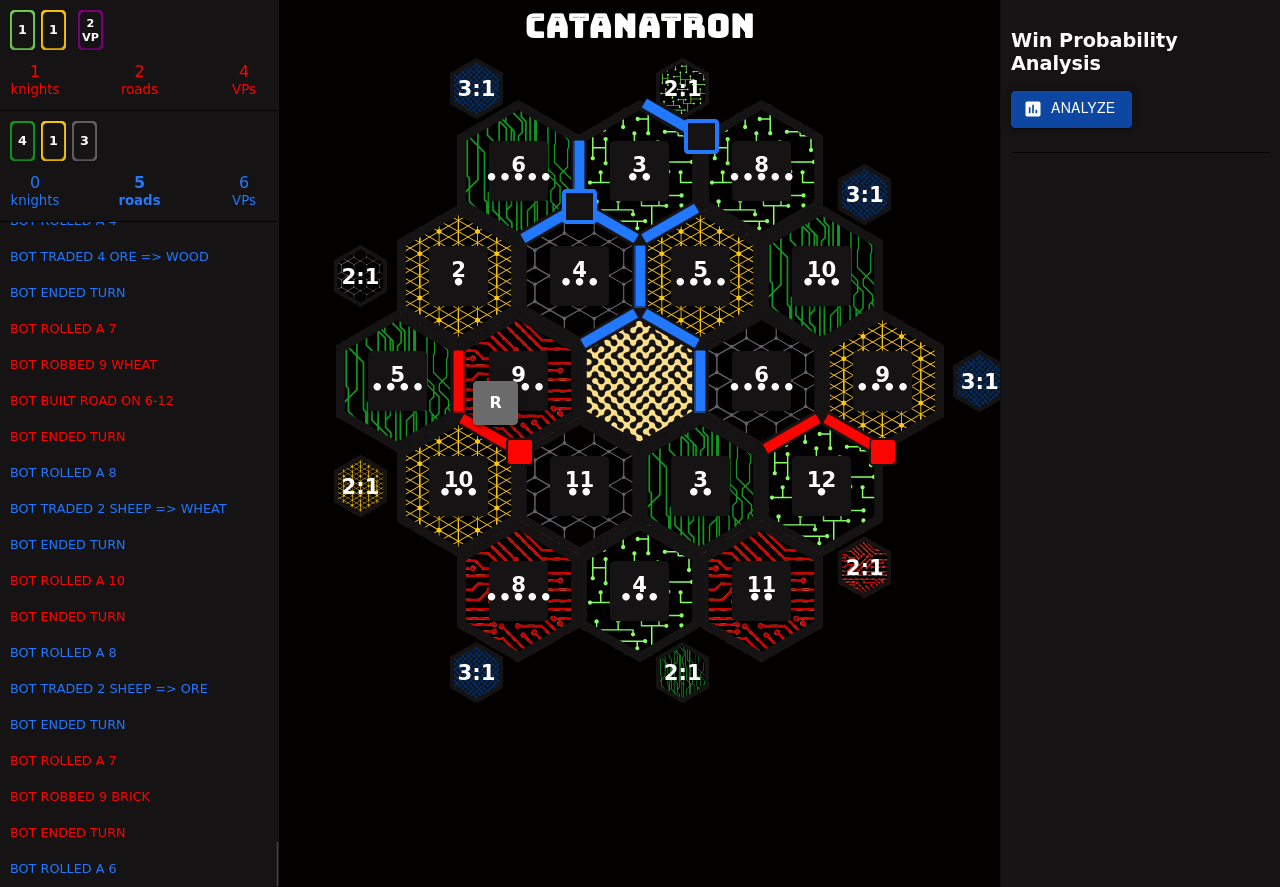 CATANATRON
1 1 2 VP
1 2 4
knights roads VPs
4 1 3
0 5 6
knights roads VPs
BOT ROLLED A 4
BOT TRADED 4 ORE => WOOD
BOT ENDED TURN
BOT ROLLED A 7
BOT ROBBED 9 WHEAT
BOT BUILT ROAD ON 6-12
BOT ENDED TURN
BOT ROLLED A 8
BOT TRADED 2 SHEEP => WHEAT
BOT ENDED TURN
BOT ROLLED A 10
BOT ENDED TURN
BOT ROLLED A 8
BOT TRADED 2 SHEEP => ORE
BOT ENDED TURN
BOT ROLLED A 7
BOT ROBBED 9 BRICK
BOT ENDED TURN
BOT ROLLED A 6
3:1 2:1
6 3 8
3:1
2:1 2 4 5 10
5 9 6 9 3:1
R
2:1 10 11 3 12
8 4 11 2:1
3:1 2:1
Win Probability
Analysis
ANALYZE